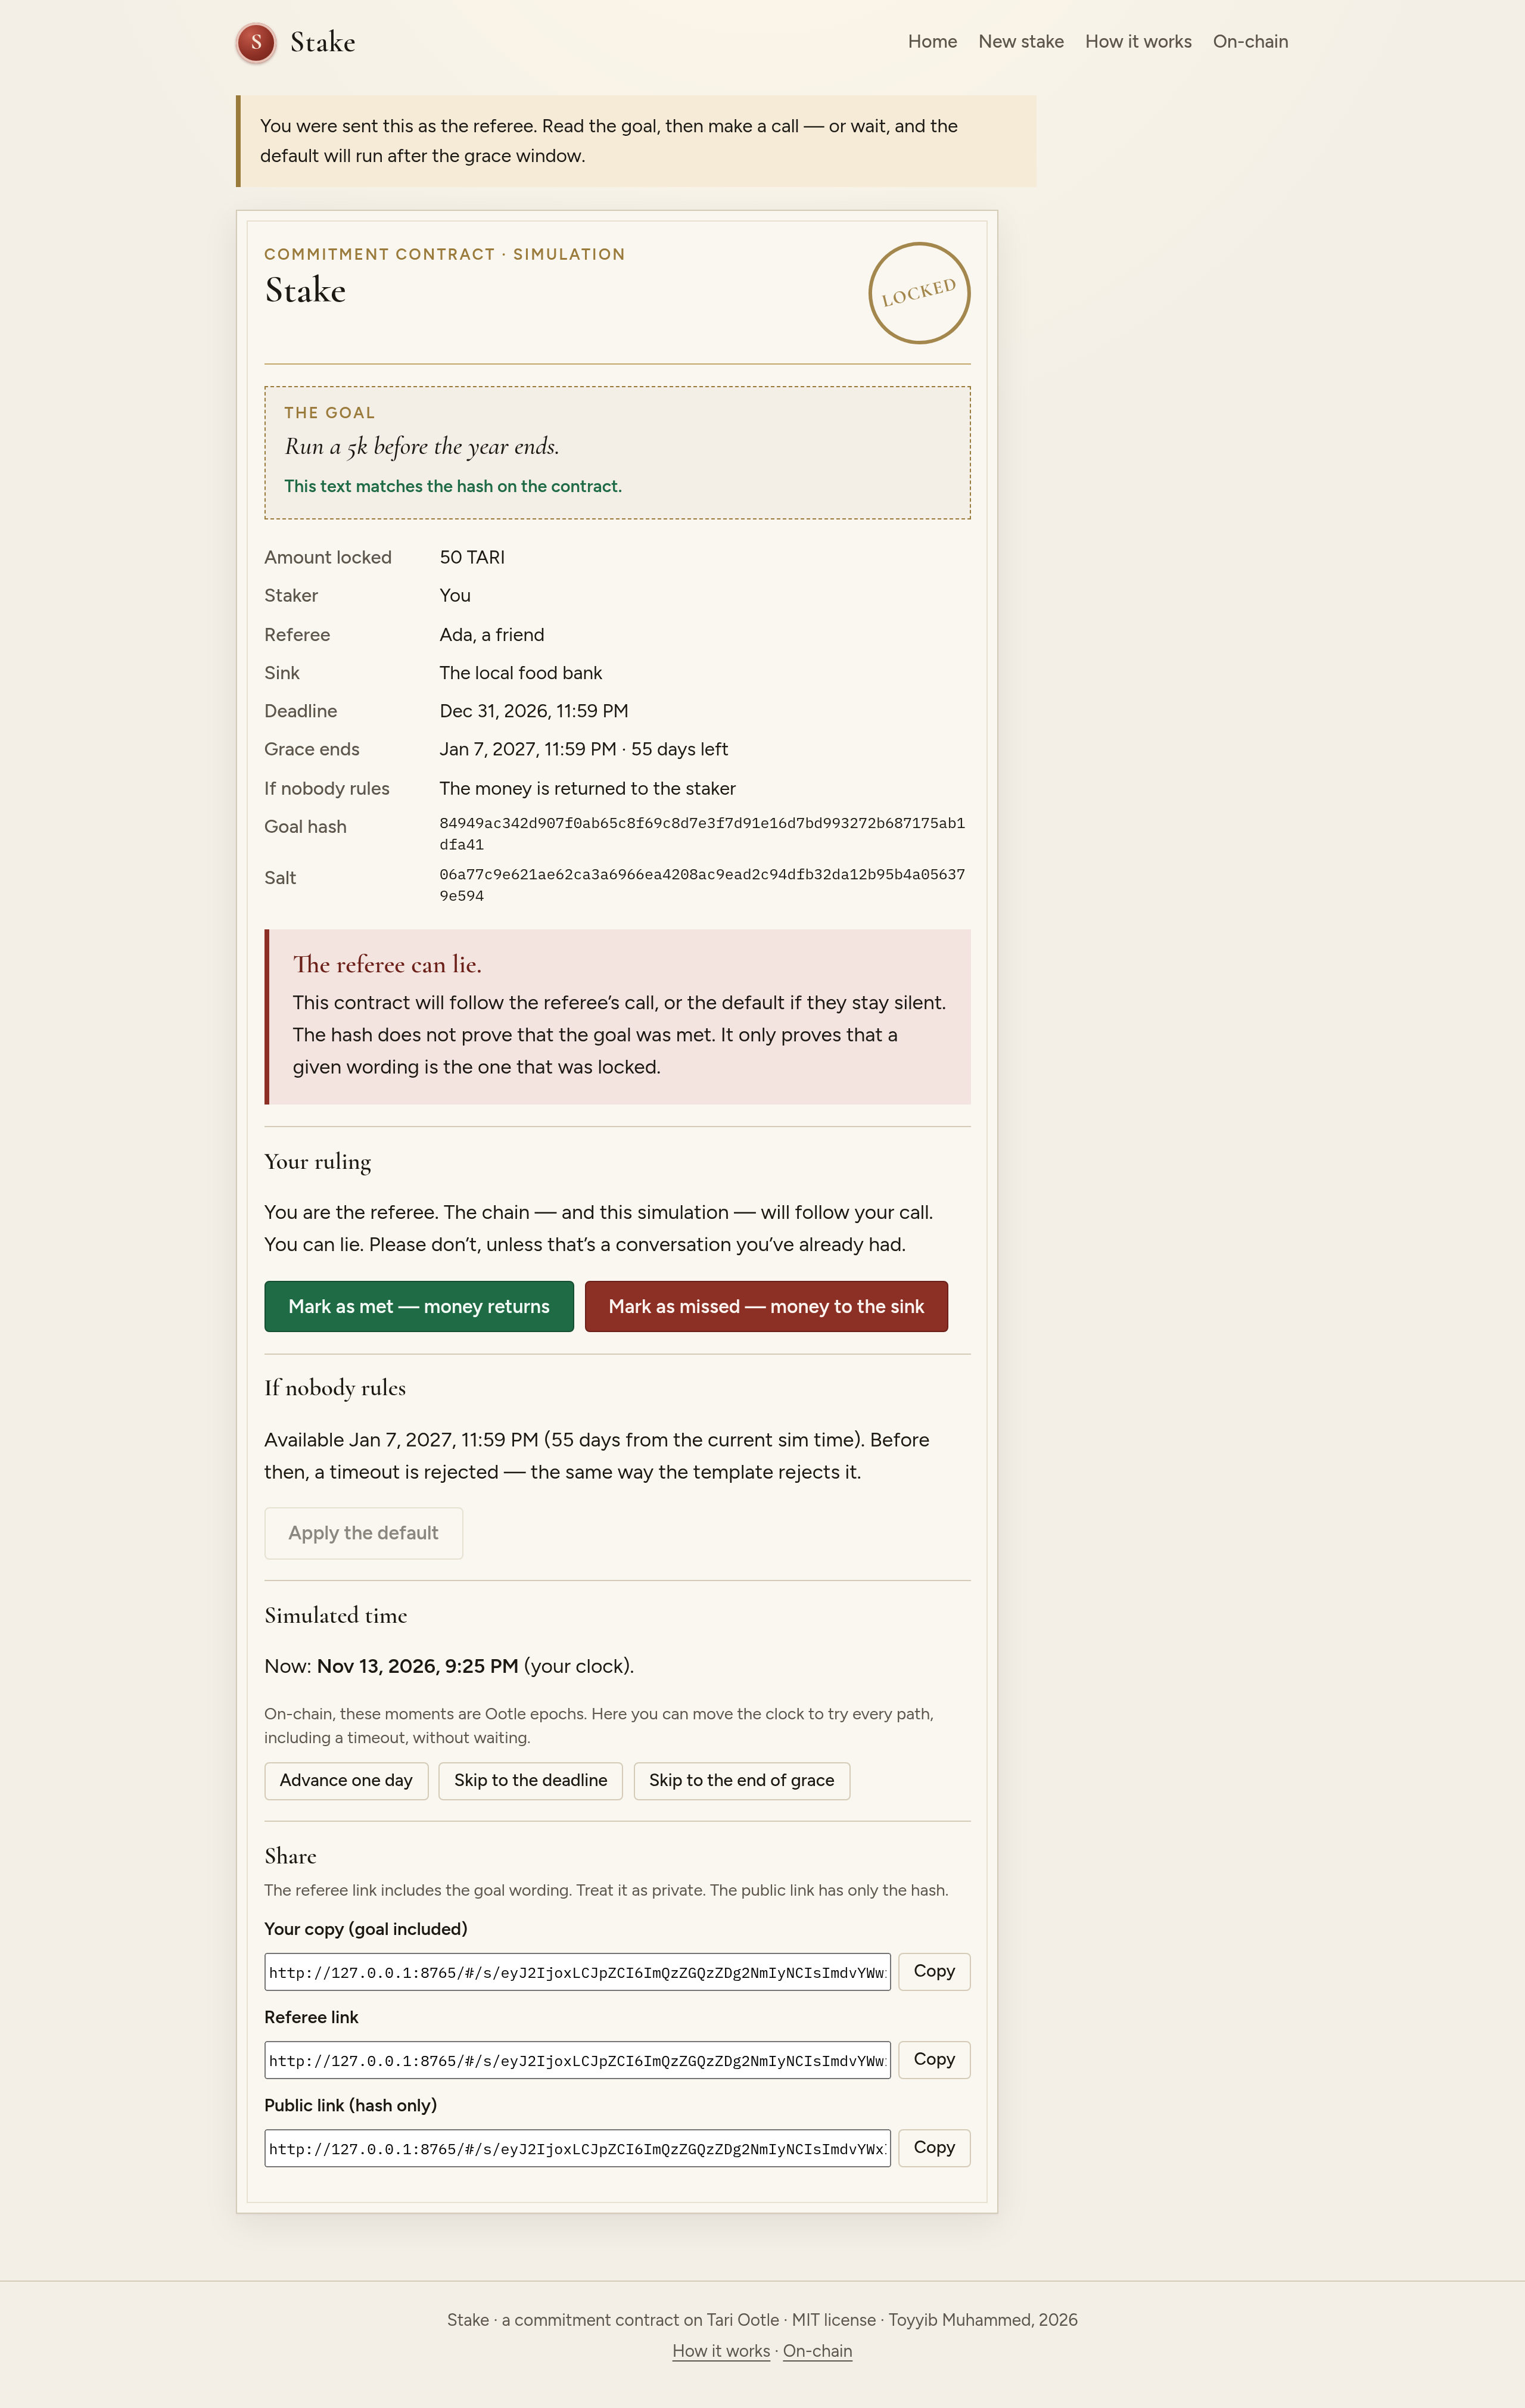 S Stake
Home New stake How it works On-chain
You were sent this as the referee. Read the goal, then make a call — or wait, and the
default will run after the grace window.
COMMITMENT CONTRACT · SIMULATION
Stake
LOCKED
THE GOAL
Run a 5k before the year ends.
This text matches the hash on the contract.
Amount locked 50 TARI
Staker You
Referee Ada, a friend
Sink The local food bank
Deadline Dec 31, 2026, 11:59 PM
Grace ends Jan 7, 2027, 11:59 PM · 55 days left
If nobody rules The money is returned to the staker
Goal hash 84949ac342d907f0ab65c8f69c8d7e3f7d91e16d7bd993272b687175ab1
dfa41
Salt 06a77c9e621ae62ca3a6966ea4208ac9ead2c94dfb32da12b95b4a05637
9e594
The referee can lie.
This contract will follow the referee’s call, or the default if they stay silent.
The hash does not prove that the goal was met. It only proves that a
given wording is the one that was locked.
Your ruling
You are the referee. The chain — and this simulation — will follow your call.
You can lie. Please don’t, unless that’s a conversation you’ve already had.
Mark as met — money returns Mark as missed — money to the sink
If nobody rules
Available Jan 7, 2027, 11:59 PM (55 days from the current sim time). Before
then, a timeout is rejected — the same way the template rejects it.
Apply the default
Simulated time
Now: Nov 13, 2026, 9:25 PM (your clock).
On-chain, these moments are Ootle epochs. Here you can move the clock to try every path,
including a timeout, without waiting.
Advance one day Skip to the deadline Skip to the end of grace
Share
The referee link includes the goal wording. Treat it as private. The public link has only the hash.
Your copy (goal included)
http://127.0.0.1:8765/#/s/eyJ2IjoxLCJpZCI6ImQzZGQzZDg2NmIyNCIsImdvYWw Copy
Referee link
http://127.0.0.1:8765/#/s/eyJ2IjoxLCJpZCI6ImQzZGQzZDg2NmIyNCIsImdvYWw Copy
Public link (hash only)
http://127.0.0.1:8765/#/s/eyJ2IjoxLCJpZCI6ImQzZGQzZDg2NmIyNCIsImdvYWx Copy
Stake · a commitment contract on Tari Ootle · MIT license · Toyyib Muhammed, 2026
How it works · On-chain